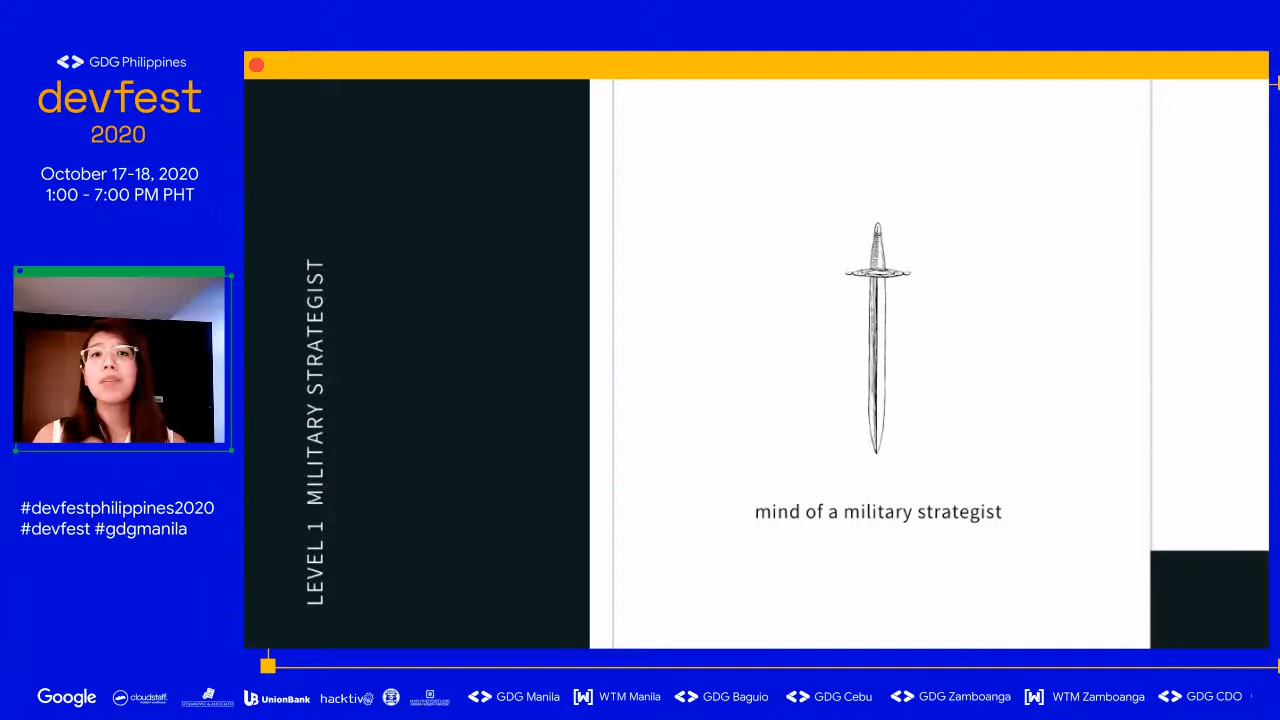 GDG Philippines
devfest
2020
October 17-18, 2020
1:00 - 7:00 PM PHT
#devfestphilippines2020
#devfest #gdgmanila
LEVEL 1 MILITARY STRATEGIST
mind of a military strategist
Google
cloudstaff.
UnionBank
hacktiv
GDG Manila
WTM Manila
GDG Baguio
GDG Cebu
GDG Zamboanga
WTM Zamboanga
GDG CDO